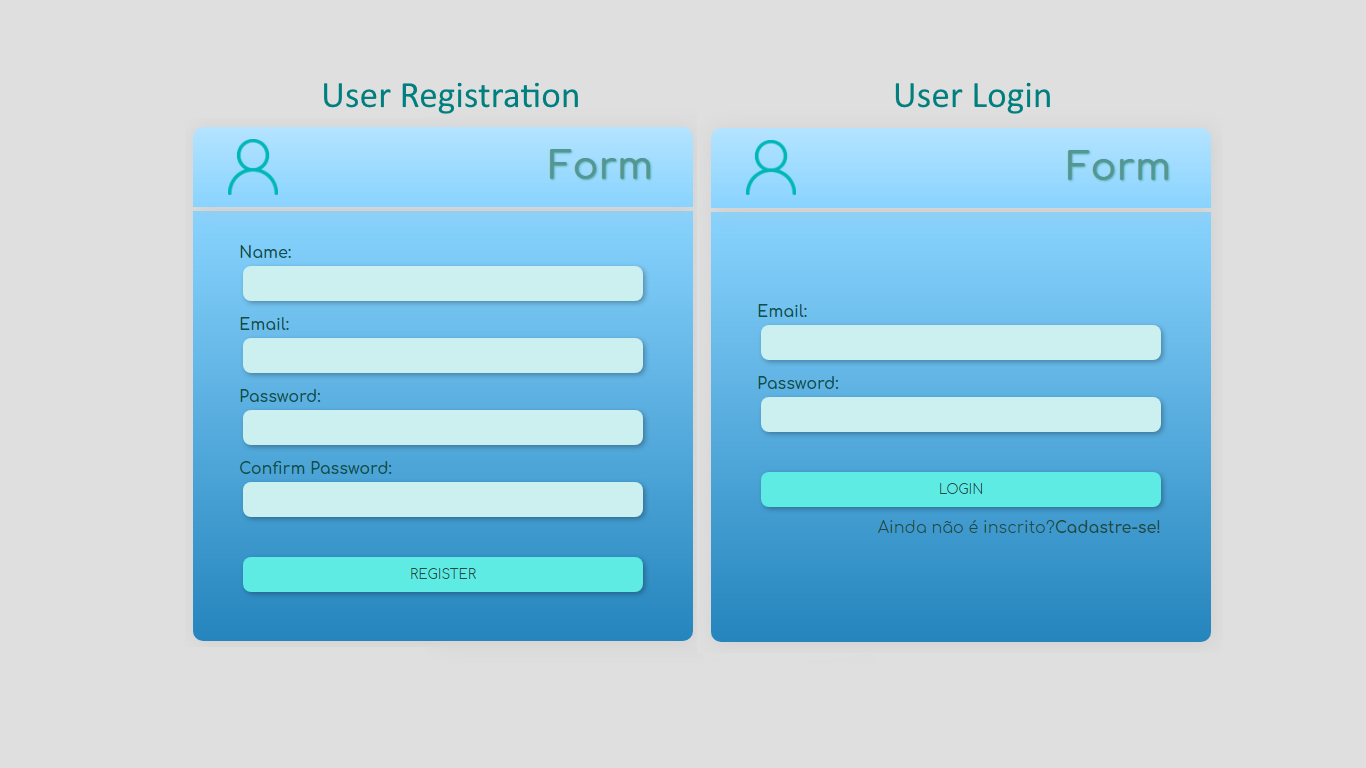 User Registration
Form
Name:
Email:
Password:
Confirm Password:
REGISTER
User Login
Form
Email:
Password:
LOGIN
Ainda não é inscrito?Cadastre-se!